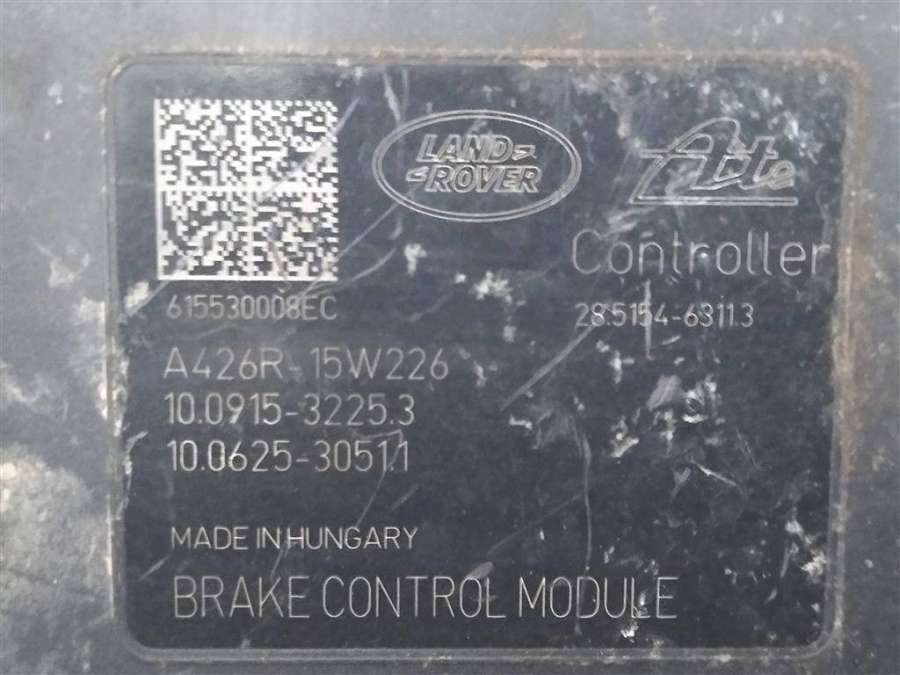 LAND
ROVER
Ate
Controller
615530008EC
28.5154-6311.3
A426R-15W226
10.0915-3225.3
10.0625-3051.1
MADE IN HUNGARY
BRAKE CONTROL MODULE